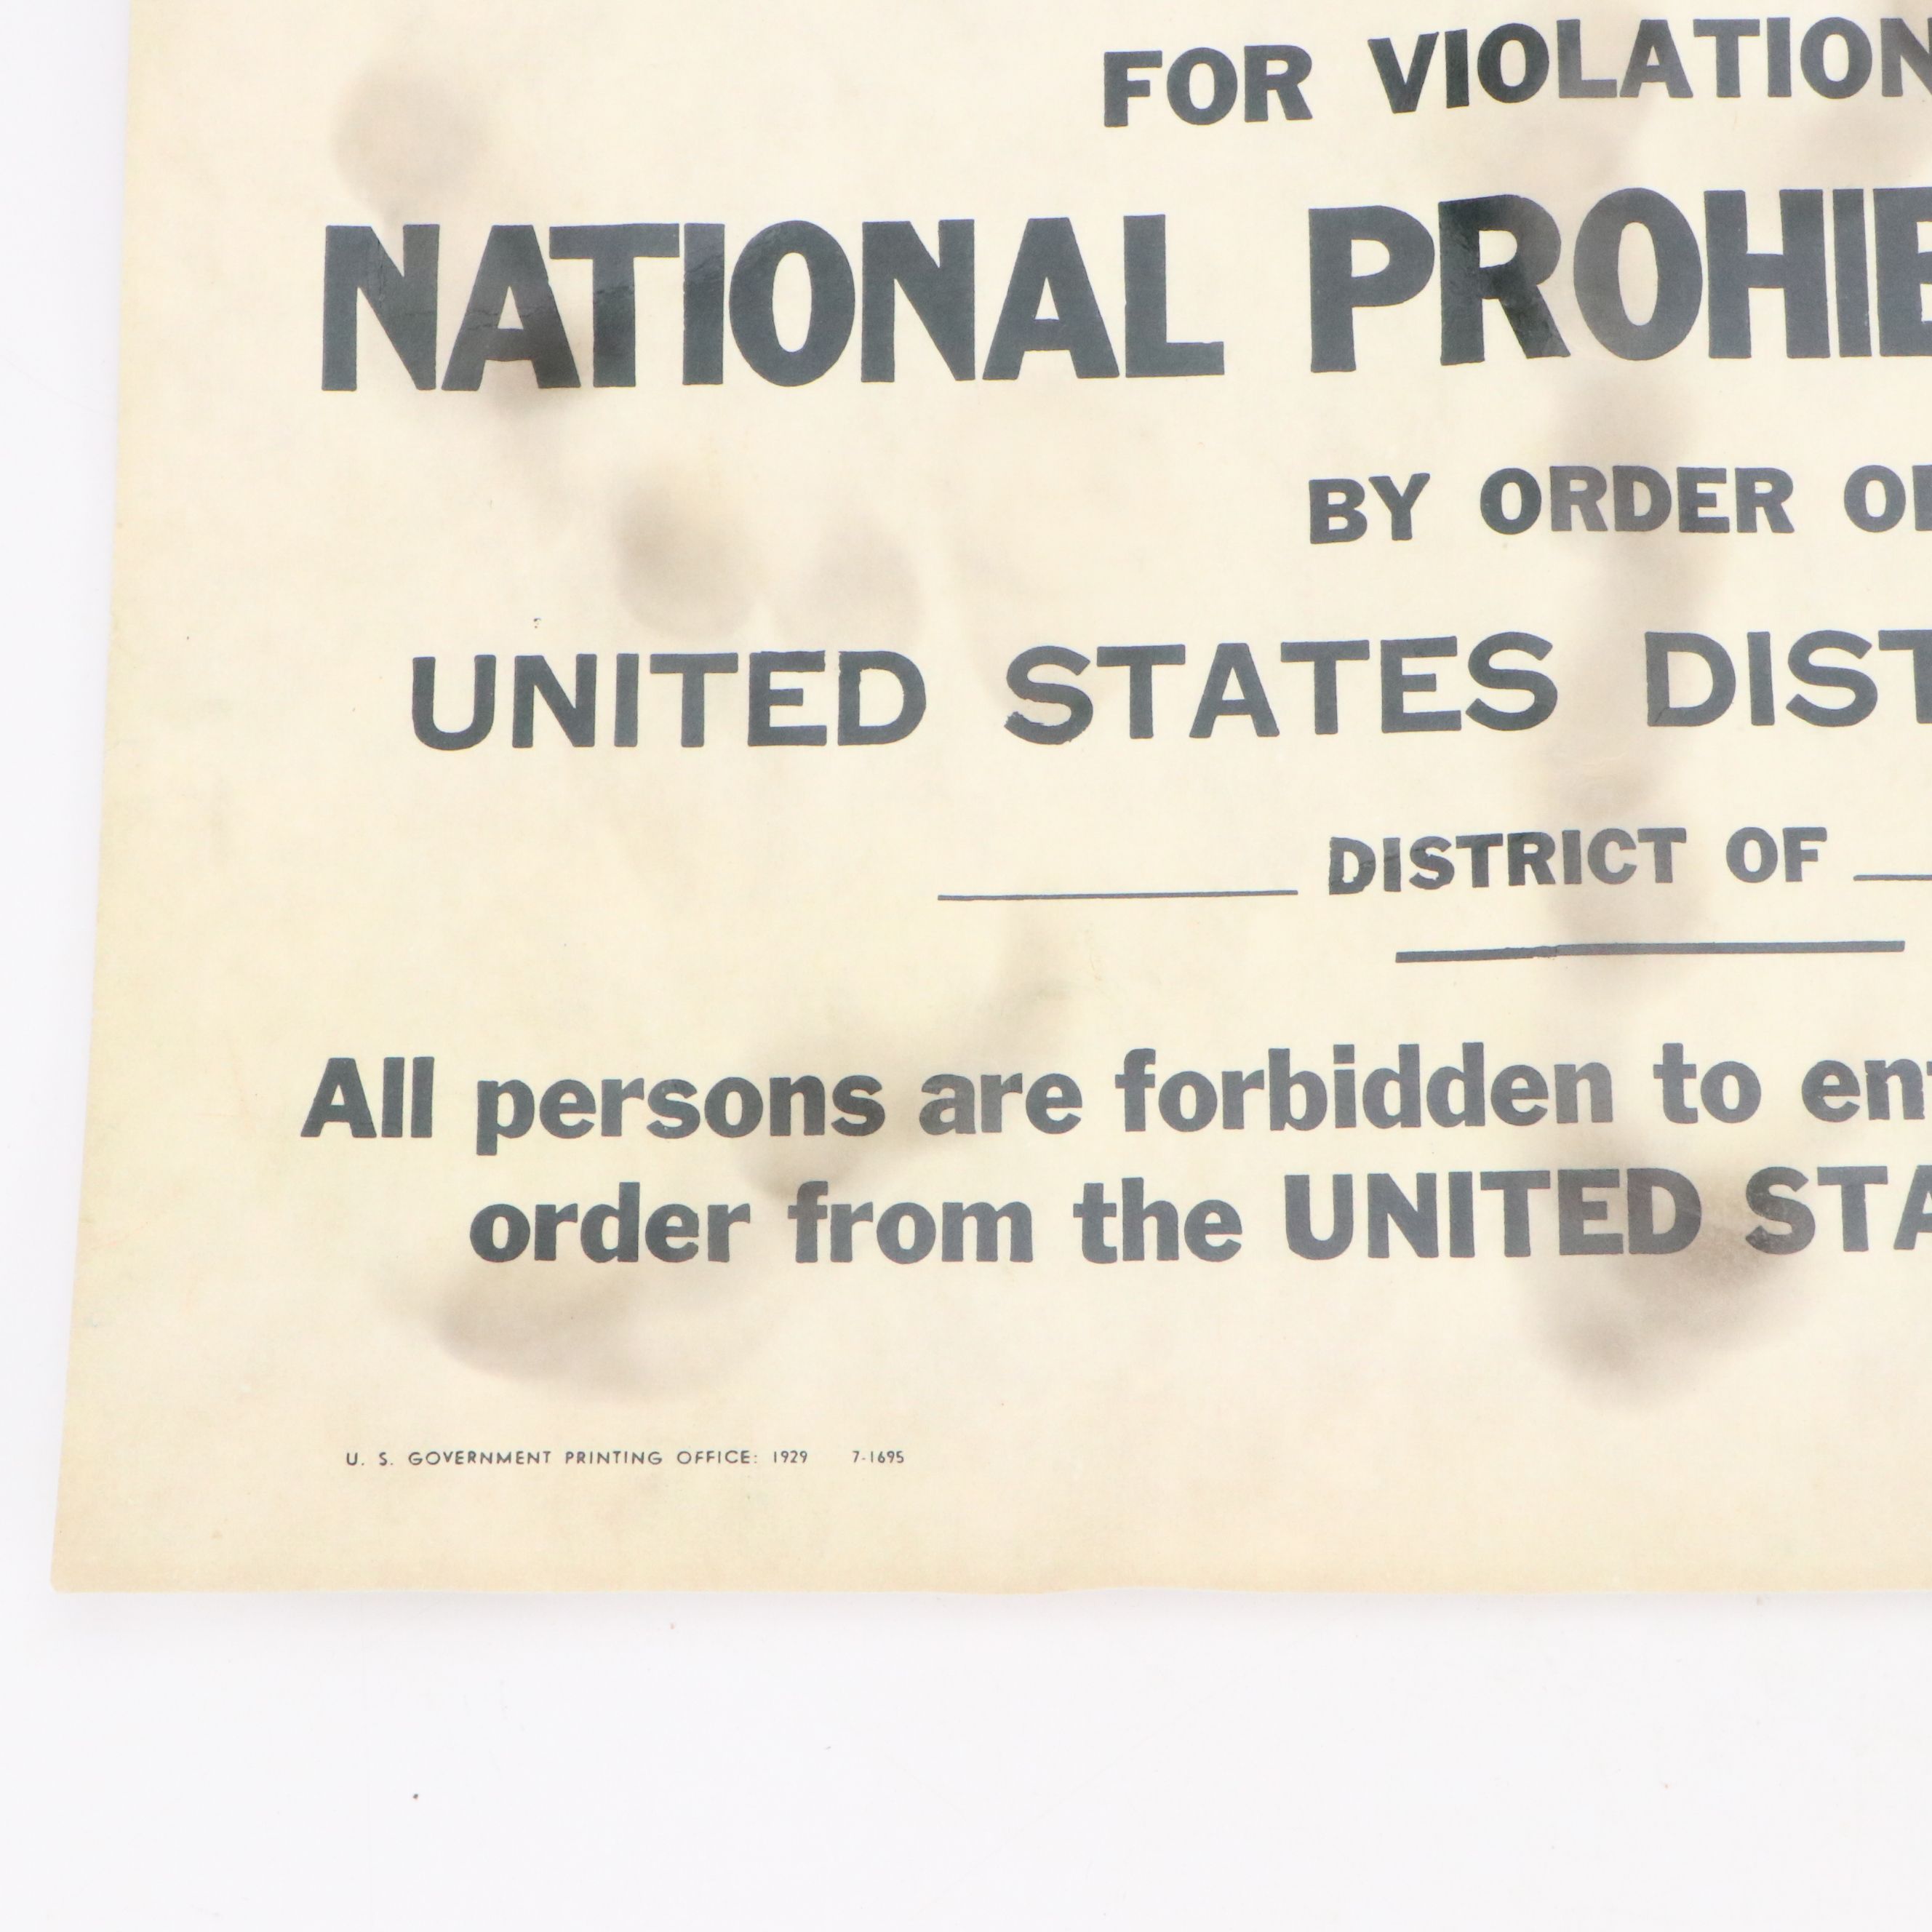 FOR VIOLATION
NATIONAL PROHIB
BY ORDER OF
UNITED STATES DIST
DISTRICT OF
All persons are forbidden to ent
order from the UNITED STA
U. S. GOVERNMENT PRINTING OFFICE: 1929 7-1695